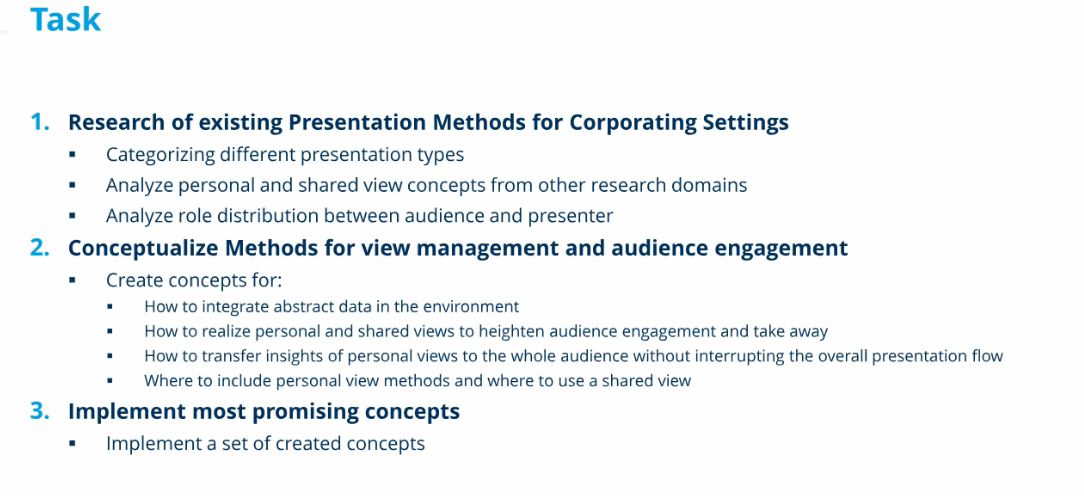 Task
1. Research of existing Presentation Methods for Corporating Settings
▪ Categorizing different presentation types
▪ Analyze personal and shared view concepts from other research domains
▪ Analyze role distribution between audience and presenter
2. Conceptualize Methods for view management and audience engagement
▪ Create concepts for:
▪ How to integrate abstract data in the environment
▪ How to realize personal and shared views to heighten audience engagement and take away
▪ How to transfer insights of personal views to the whole audience without interrupting the overall presentation flow
▪ Where to include personal view methods and where to use a shared view
3. Implement most promising concepts
▪ Implement a set of created concepts